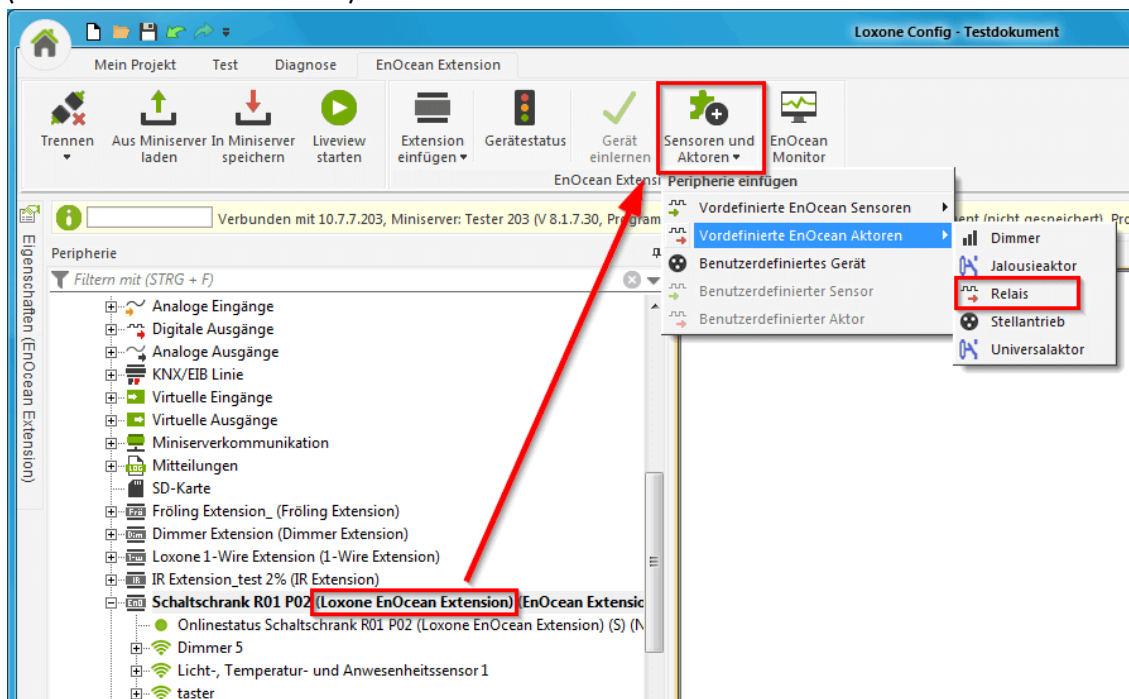 Loxone Config - Testdokument
Mein Projekt Test Diagnose EnOcean Extension
Trennen
Aus Miniserver laden
In Miniserver speichern
Liveview starten
Extension einfügen
Gerätestatus
Gerät einlernen
Sensoren und Aktoren
EnOcean Monitor
EnOcean Extensi
Peripherie einfügen
Vordefinierte EnOcean Sensoren
Vordefinierte EnOcean Aktoren
Benutzerdefiniertes Gerät
Benutzerdefinierter Sensor
Benutzerdefinierter Aktor
Dimmer
Jalousieaktor
Relais
Stellantrieb
Universalaktor
Verbunden mit 10.7.7.203, Miniserver: Tester 203 (V 8.1.7.30, Program
Eigenschaften (EnOcean Extension)
Peripherie
Filtern mit (STRG + F)
Analoge Eingänge
Digitale Ausgänge
Analoge Ausgänge
KNX/EIB Linie
Virtuelle Eingänge
Virtuelle Ausgänge
Miniserverkommunikation
Mitteilungen
SD-Karte
Fröling Extension_ (Fröling Extension)
Dimmer Extension (Dimmer Extension)
Loxone 1-Wire Extension (1-Wire Extension)
IR Extension_test 2% (IR Extension)
Schaltschrank R01 P02 (Loxone EnOcean Extension) (EnOcean Extensic
Onlinestatus Schaltschrank R01 P02 (Loxone EnOcean Extension) (S) (N
Dimmer 5
Licht-, Temperatur- und Anwesenheitssensor 1
taster